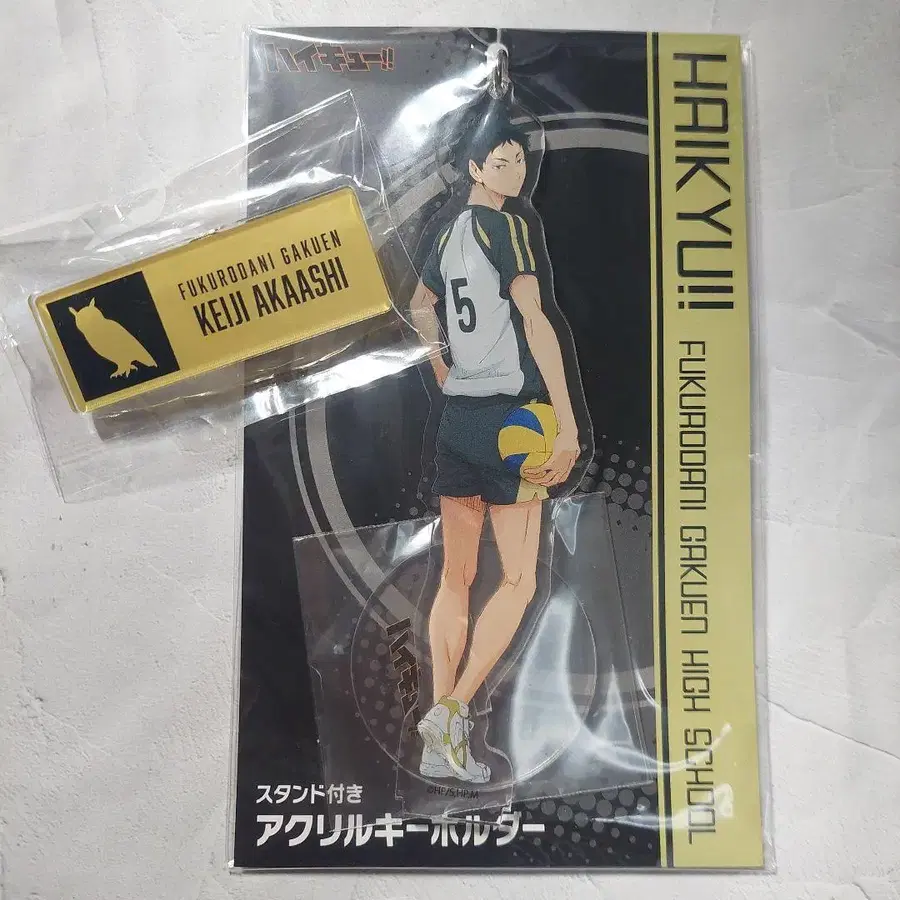 ハイキュー!!
HAIKYU!!
FUKURODANI GAKUEN HIGH SCHOOL
FUKURODANI GAKUEN
KEIJI AKAASHI
5
ハイキュー!!
©HF/S,HP,M
スタンド付き
アクリルキーホルダー